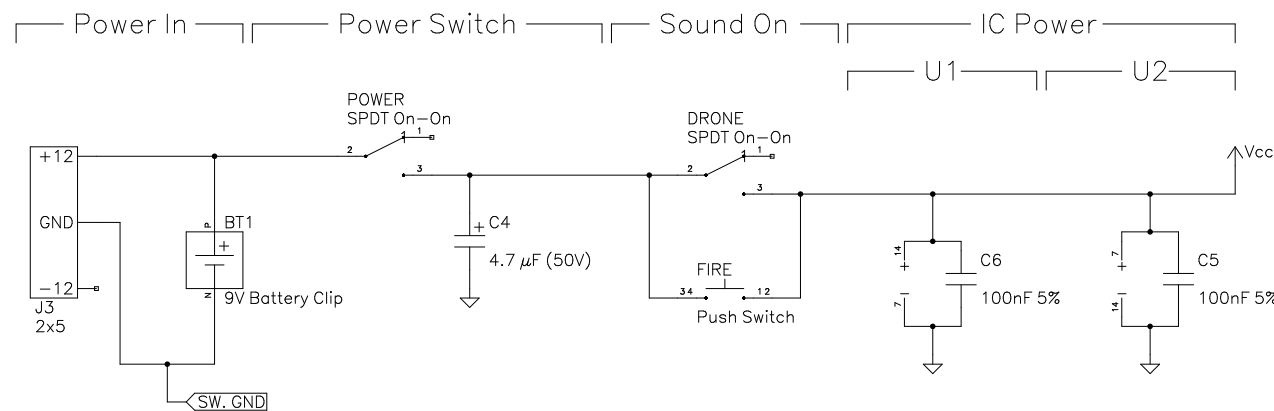 Power In
Power Switch
Sound On
IC Power
U1
U2
POWER
SPDT On-On
1
2
3
DRONE
SPDT On-On
1
2
3
Vcc
+12
GND
-12
J3
2x5
P
BT1
+
N
9V Battery Clip
SW. GND
+
C4
4.7 µF (50V)
FIRE
34
12
Push Switch
14
+
-
7
C6
100nF 5%
7
+
-
14
C5
100nF 5%